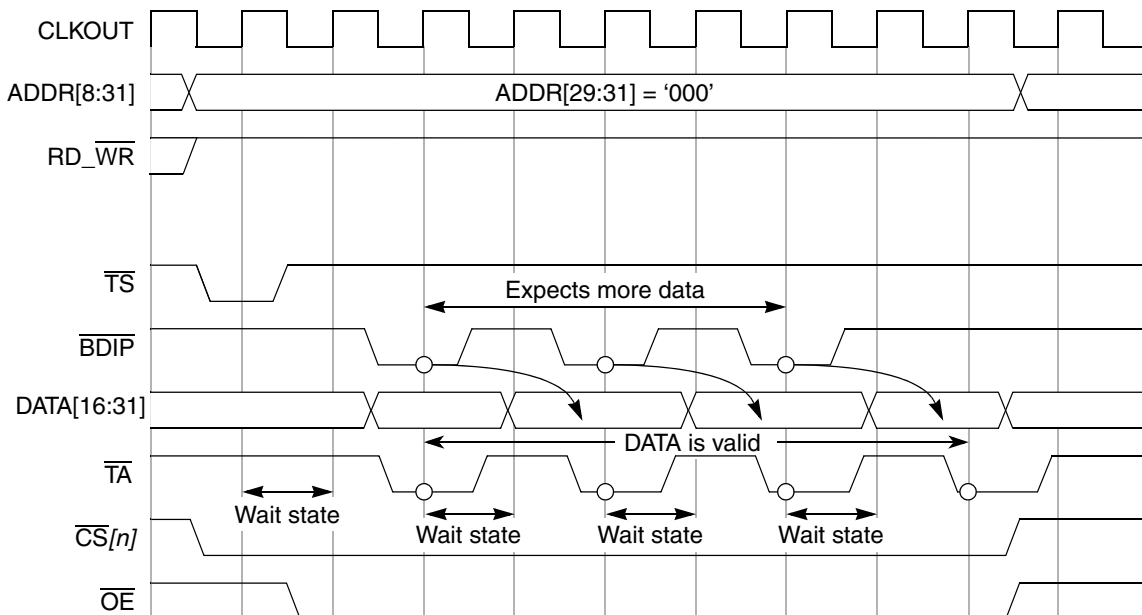 CLKOUT
ADDR[8:31]
ADDR[29:31] = ‘000’
RD_WR
TS
Expects more data
BDIP
DATA[16:31]
DATA is valid
TA
Wait state
Wait state
Wait state
Wait state
CS[n]
OE